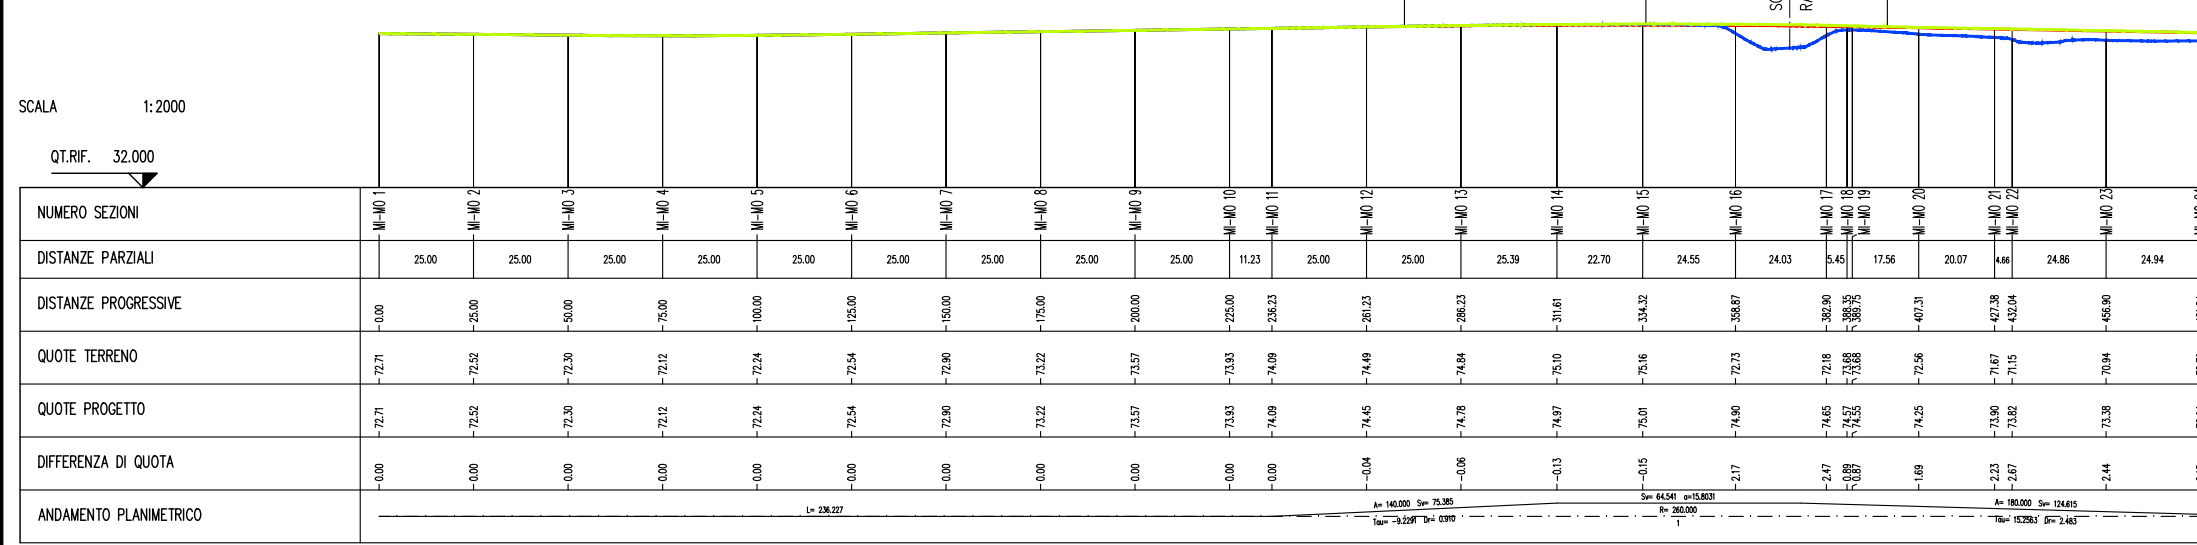 SC
RA
SCALA 1:2000
QT.RIF. 32.000
NUMERO SEZIONI MI-MO 1 MI-MO 2 MI-MO 3 MI-MO 4 MI-MO 5 MI-MO 6 MI-MO 7 MI-MO 8 MI-MO 9 MI-MO 10 MI-MO 11 MI-MO 12 MI-MO 13 MI-MO 14 MI-MO 15 MI-MO 16 MI-MO 17 MI-MO 18 MI-MO 19 MI-MO 20 MI-MO 21 MI-MO 22 MI-MO 23
DISTANZE PARZIALI 25.00 25.00 25.00 25.00 25.00 25.00 25.00 25.00 25.00 11.23 25.00 25.00 25.39 22.70 24.55 24.03 5.45 17.56 20.07 4.66 24.86 24.94
DISTANZE PROGRESSIVE 0.00 25.00 50.00 75.00 100.00 125.00 150.00 175.00 200.00 225.00 236.23 261.23 286.23 311.61 334.32 358.87 382.90 388.35 389.75 407.31 427.38 432.04 456.90
QUOTE TERRENO 72.71 72.52 72.30 72.12 72.24 72.54 72.90 73.22 73.57 73.93 74.09 74.49 74.84 75.10 75.16 72.73 72.18 73.68 73.68 72.56 71.67 71.15 70.94
QUOTE PROGETTO 72.71 72.52 72.30 72.12 72.24 72.54 72.90 73.22 73.57 73.93 74.09 74.45 74.78 74.97 75.01 74.90 74.65 74.57 74.55 74.25 73.90 73.82 73.38
DIFFERENZA DI QUOTA 0.00 0.00 0.00 0.00 0.00 0.00 0.00 0.00 0.00 0.00 0.00 -0.04 -0.06 -0.13 -0.15 2.17 2.47 0.89 0.87 1.69 2.23 2.67 2.44
ANDAMENTO PLANIMETRICO L= 236.227 A= 140.000 Sv= 75.385 Sv= 64.541 α=15.8031 A= 180.000 Sv= 124.615
Tau= -9.2291 Dr= 0.910 R= 260.000 Tau= 15.2563 Dr= 2.483
1